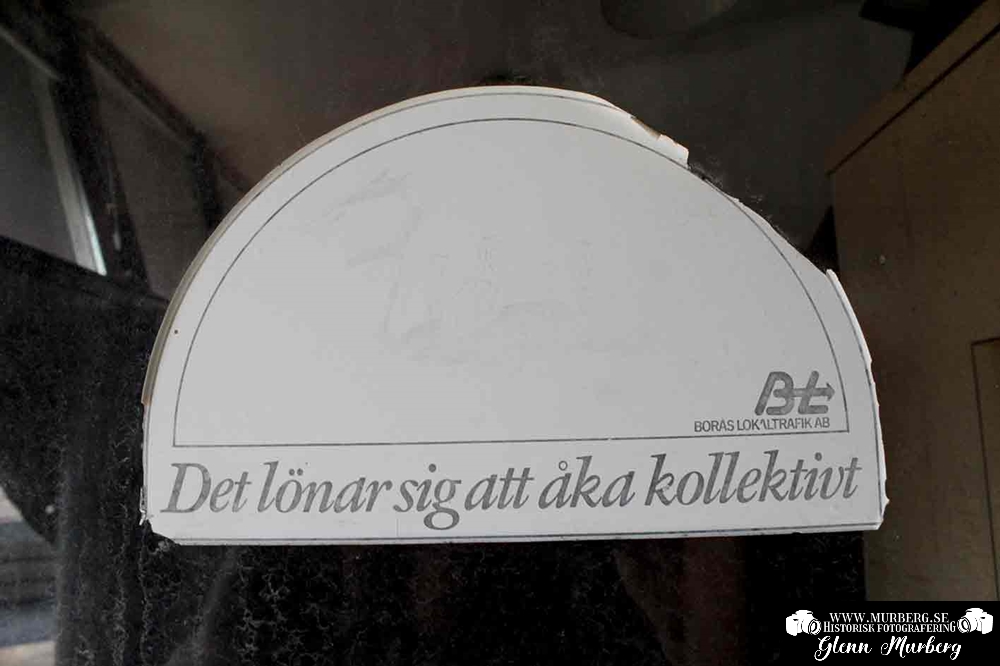 Bt
BORÅS LOKALTRAFIK AB
Det lönar sig att åka kollektivt
WWW.MURBERG.SE
HISTORISK FOTOGRAFERING
Glenn Murberg